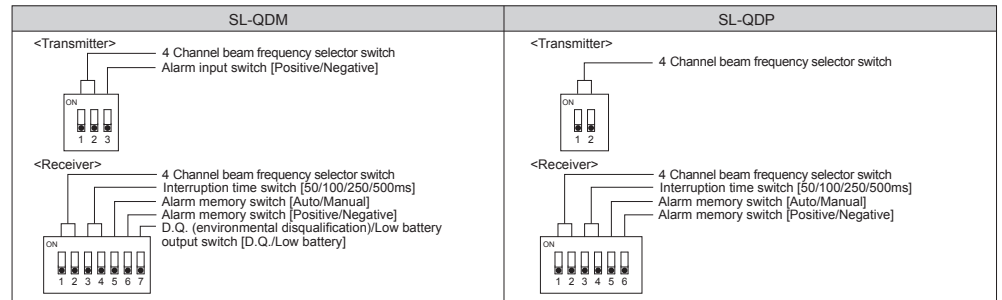 SL-QDM
<Transmitter>
4 Channel beam frequency selector switch
Alarm input switch [Positive/Negative]
ON
1 2 3
<Receiver>
4 Channel beam frequency selector switch
Interruption time switch [50/100/250/500ms]
Alarm memory switch [Auto/Manual]
Alarm memory switch [Positive/Negative]
D.Q. (environmental disqualification)/Low battery
output switch [D.Q./Low battery]
ON
1 2 3 4 5 6 7
SL-QDP
<Transmitter>
4 Channel beam frequency selector switch
ON
1 2
<Receiver>
4 Channel beam frequency selector switch
Interruption time switch [50/100/250/500ms]
Alarm memory switch [Auto/Manual]
Alarm memory switch [Positive/Negative]
ON
1 2 3 4 5 6